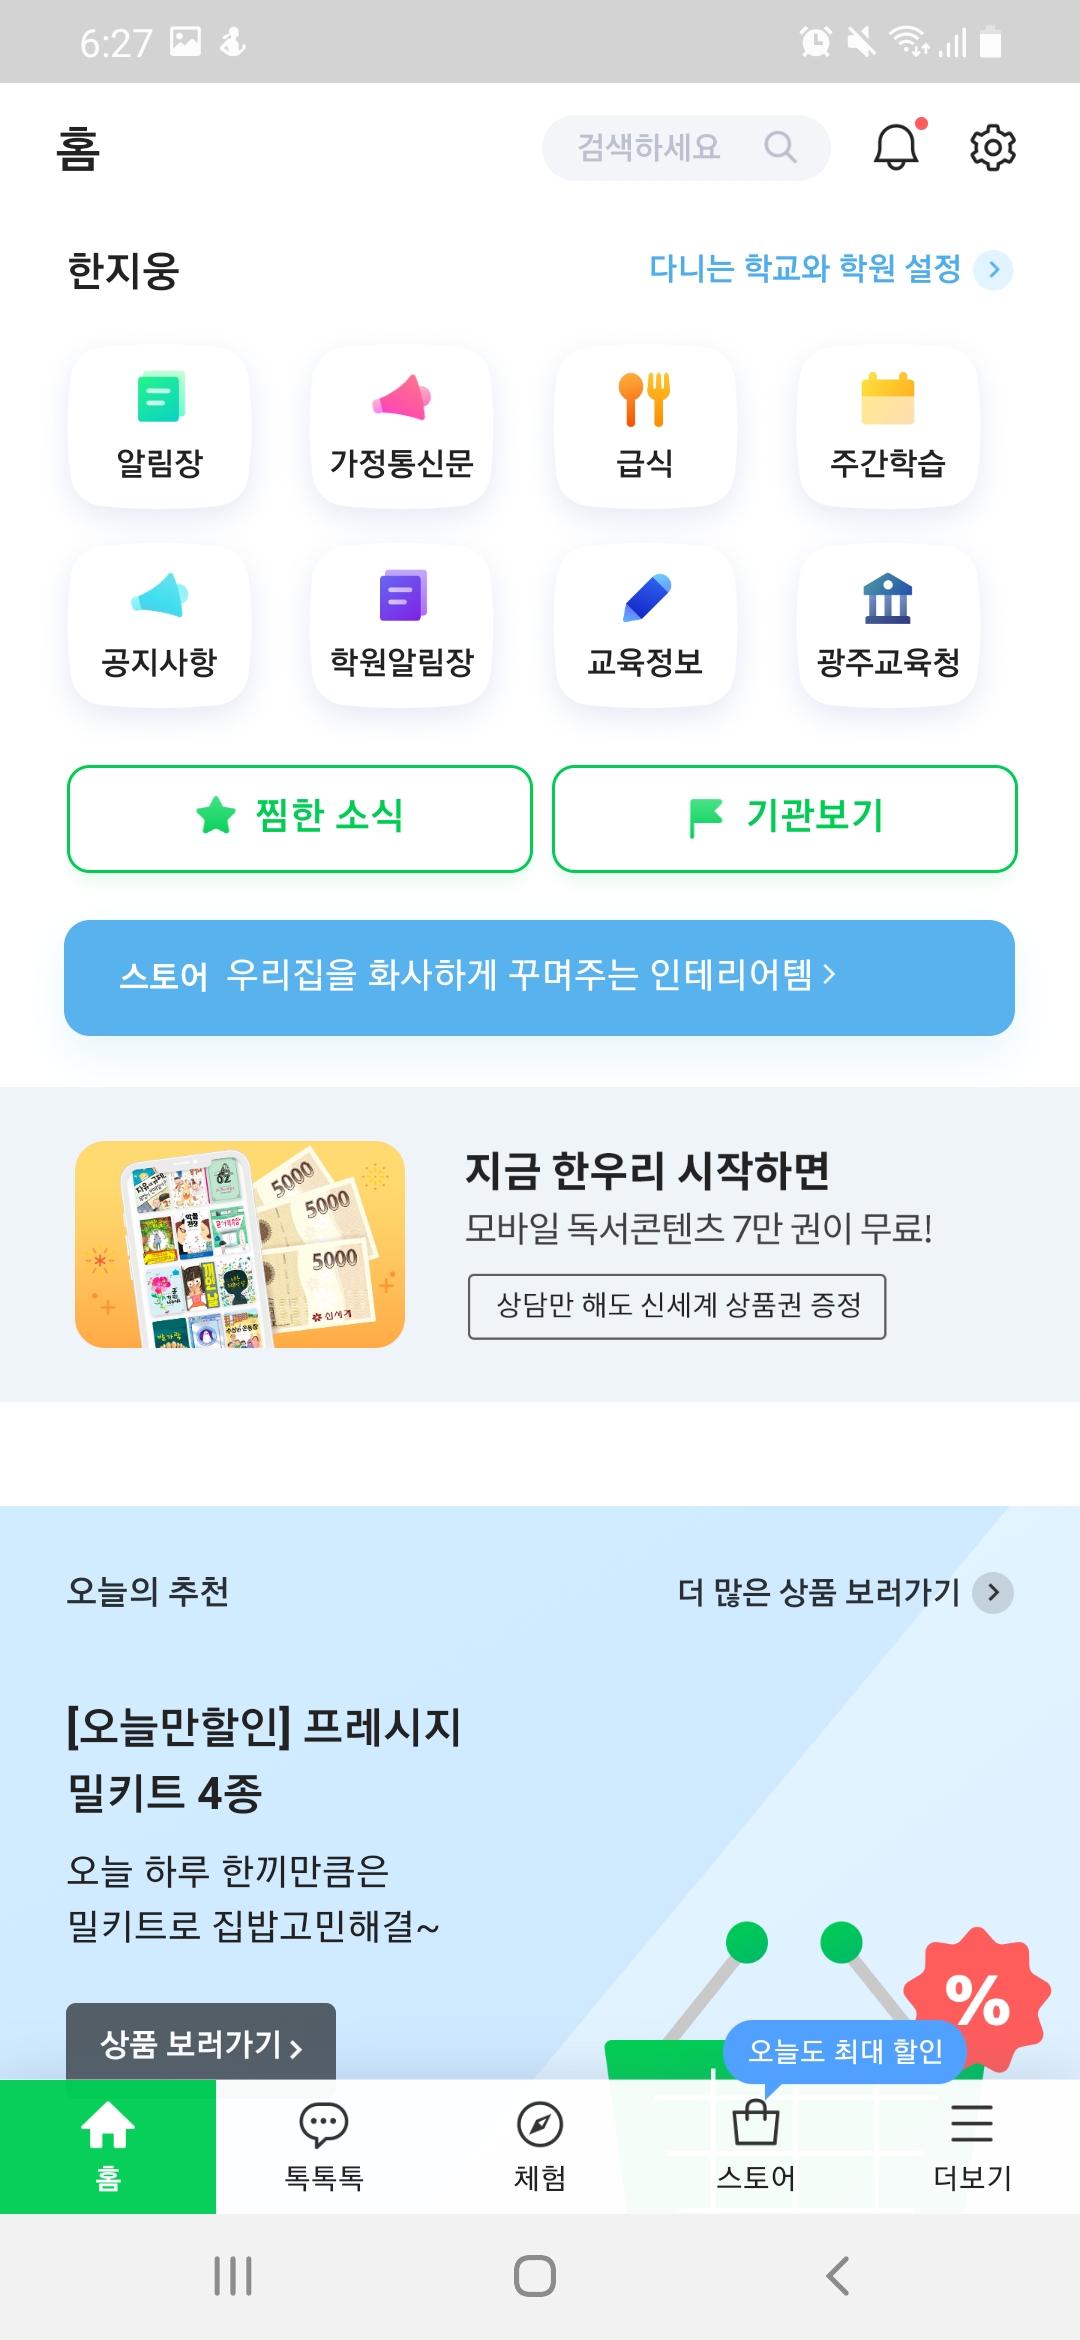 6:27
홈
검색하세요
한지웅
다니는 학교와 학원 설정
알림장
가정통신문
급식
주간학습
공지사항
학원알림장
교육정보
광주교육청
찜한 소식
기관보기
스토어 우리집을 화사하게 꾸며주는 인테리어템
5000
5000
5000
신세계
지금 한우리 시작하면
모바일 독서콘텐츠 7만 권이 무료!
상담만 해도 신세계 상품권 증정
오늘의 추천
더 많은 상품 보러가기
[오늘만할인] 프레시지
밀키트 4종
오늘 하루 한끼만큼은
밀키트로 집밥고민해결~
상품 보러가기
%
오늘도 최대 할인
홈
톡톡톡
체험
스토어
더보기